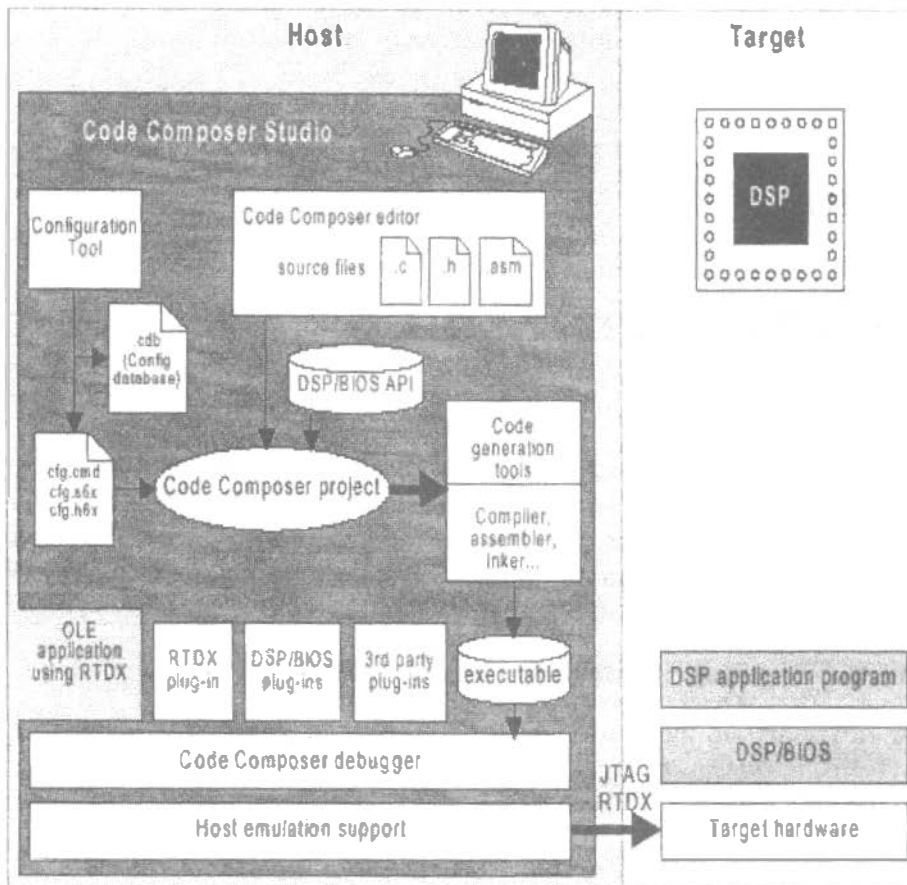 Host
Target
Code Composer Studio
DSP
Configuration
Tool
Code Composer editor
source files
.c
.h
.asm
.cdb
(Config
database)
DSP/BIOS API
Code
generation
tools
cfg.cmd
cfg.s6x
cfg.h6x
Code Composer project
Compiler,
assembler,
linker...
OLE
application
using RTDX
RTDX
plug-in
DSP/BIOS
plug-ins
3rd party
plug-ins
executable
DSP application program
Code Composer debugger
DSP/BIOS
JTAG
RTDX
Host emulation support
Target hardware